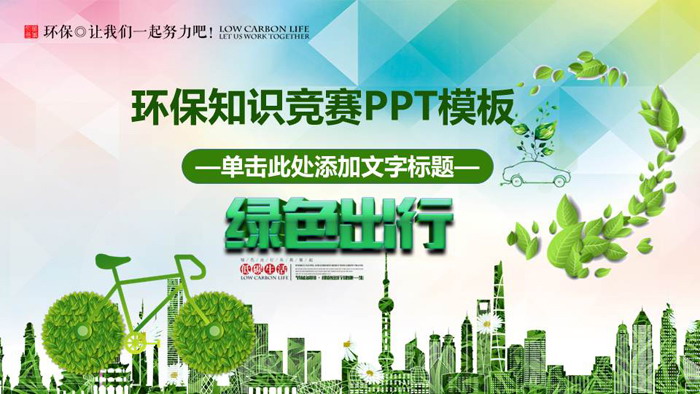 环保◎让我们一起努力吧！
LOW CARBON LIFE
LET US WORK TOGETHER
环保知识竞赛PPT模板
—单击此处添加文字标题—
绿色出行
低碳生活
LOW CARBON LIFE